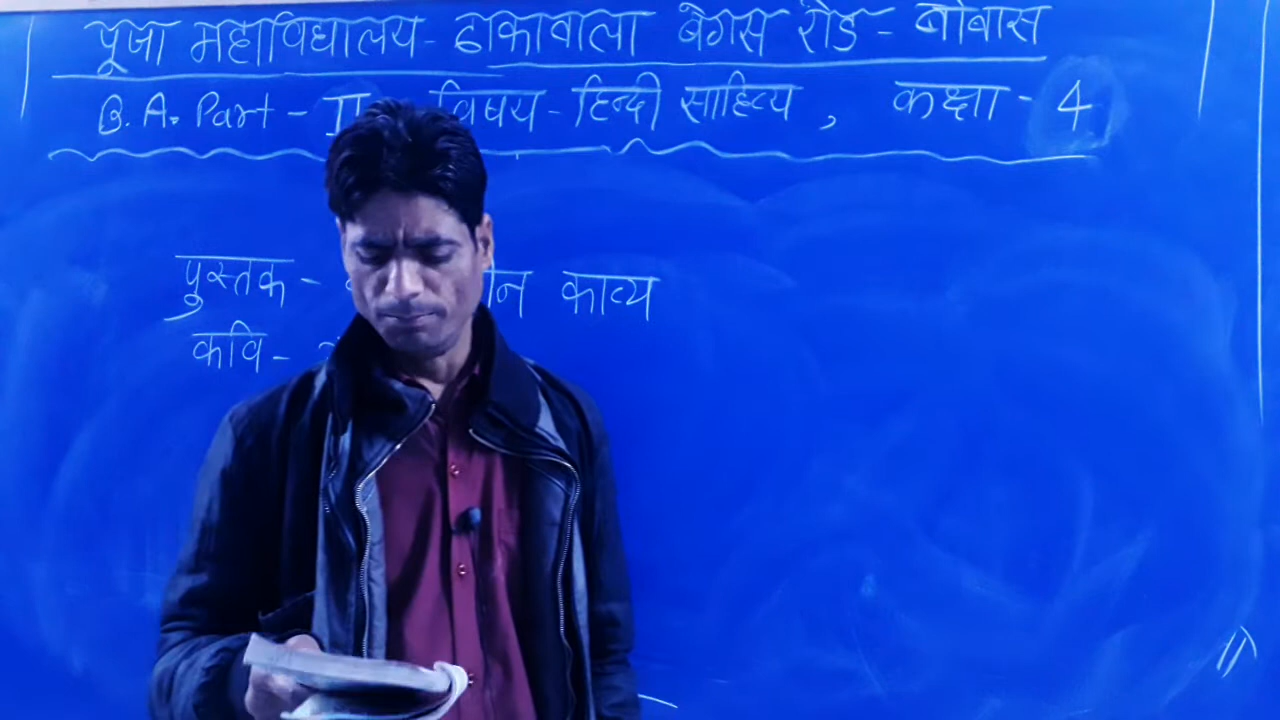 पूजा महाविद्यालय - ढाकावाला बेगस रोड - बोबास
B. A. Part - II विषय - हिन्दी साहित्य , कक्षा - 4
पुस्तक - काव्य
कवि -